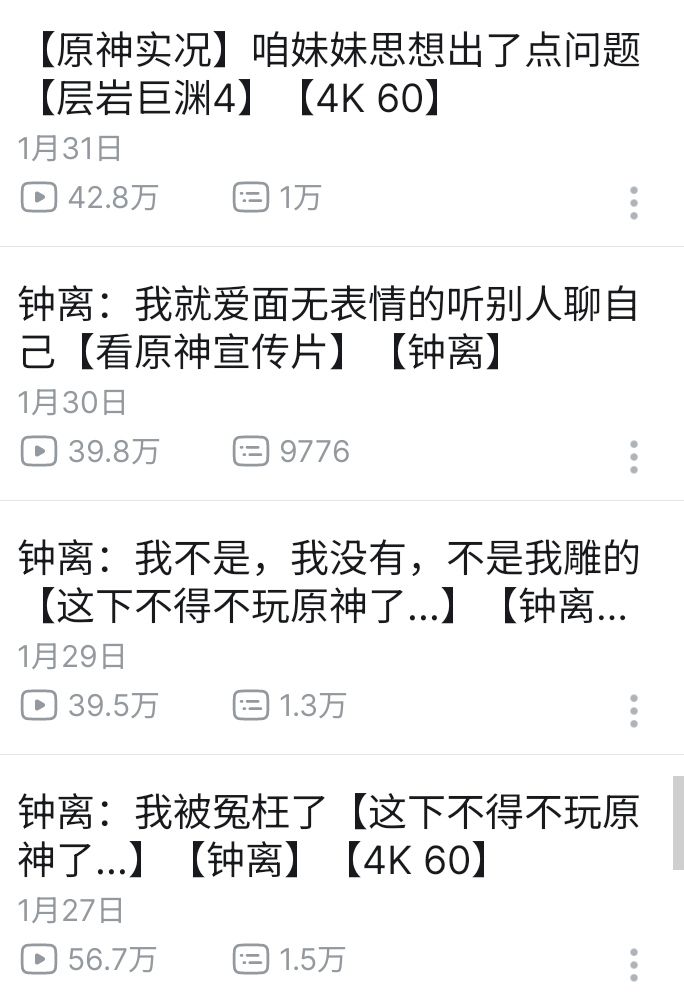 【原神实况】咱妹妹思想出了点问题
【层岩巨渊4】【4K 60】
1月31日
42.8万 1万
钟离：我就爱面无表情的听别人聊自
己【看原神宣传片】【钟离】
1月30日
39.8万 9776
钟离：我不是，我没有，不是我雕的
【这下不得不玩原神了...】【钟离...
1月29日
39.5万 1.3万
钟离：我被冤枉了【这下不得不玩原
神了...】【钟离】【4K 60】
1月27日
56.7万 1.5万